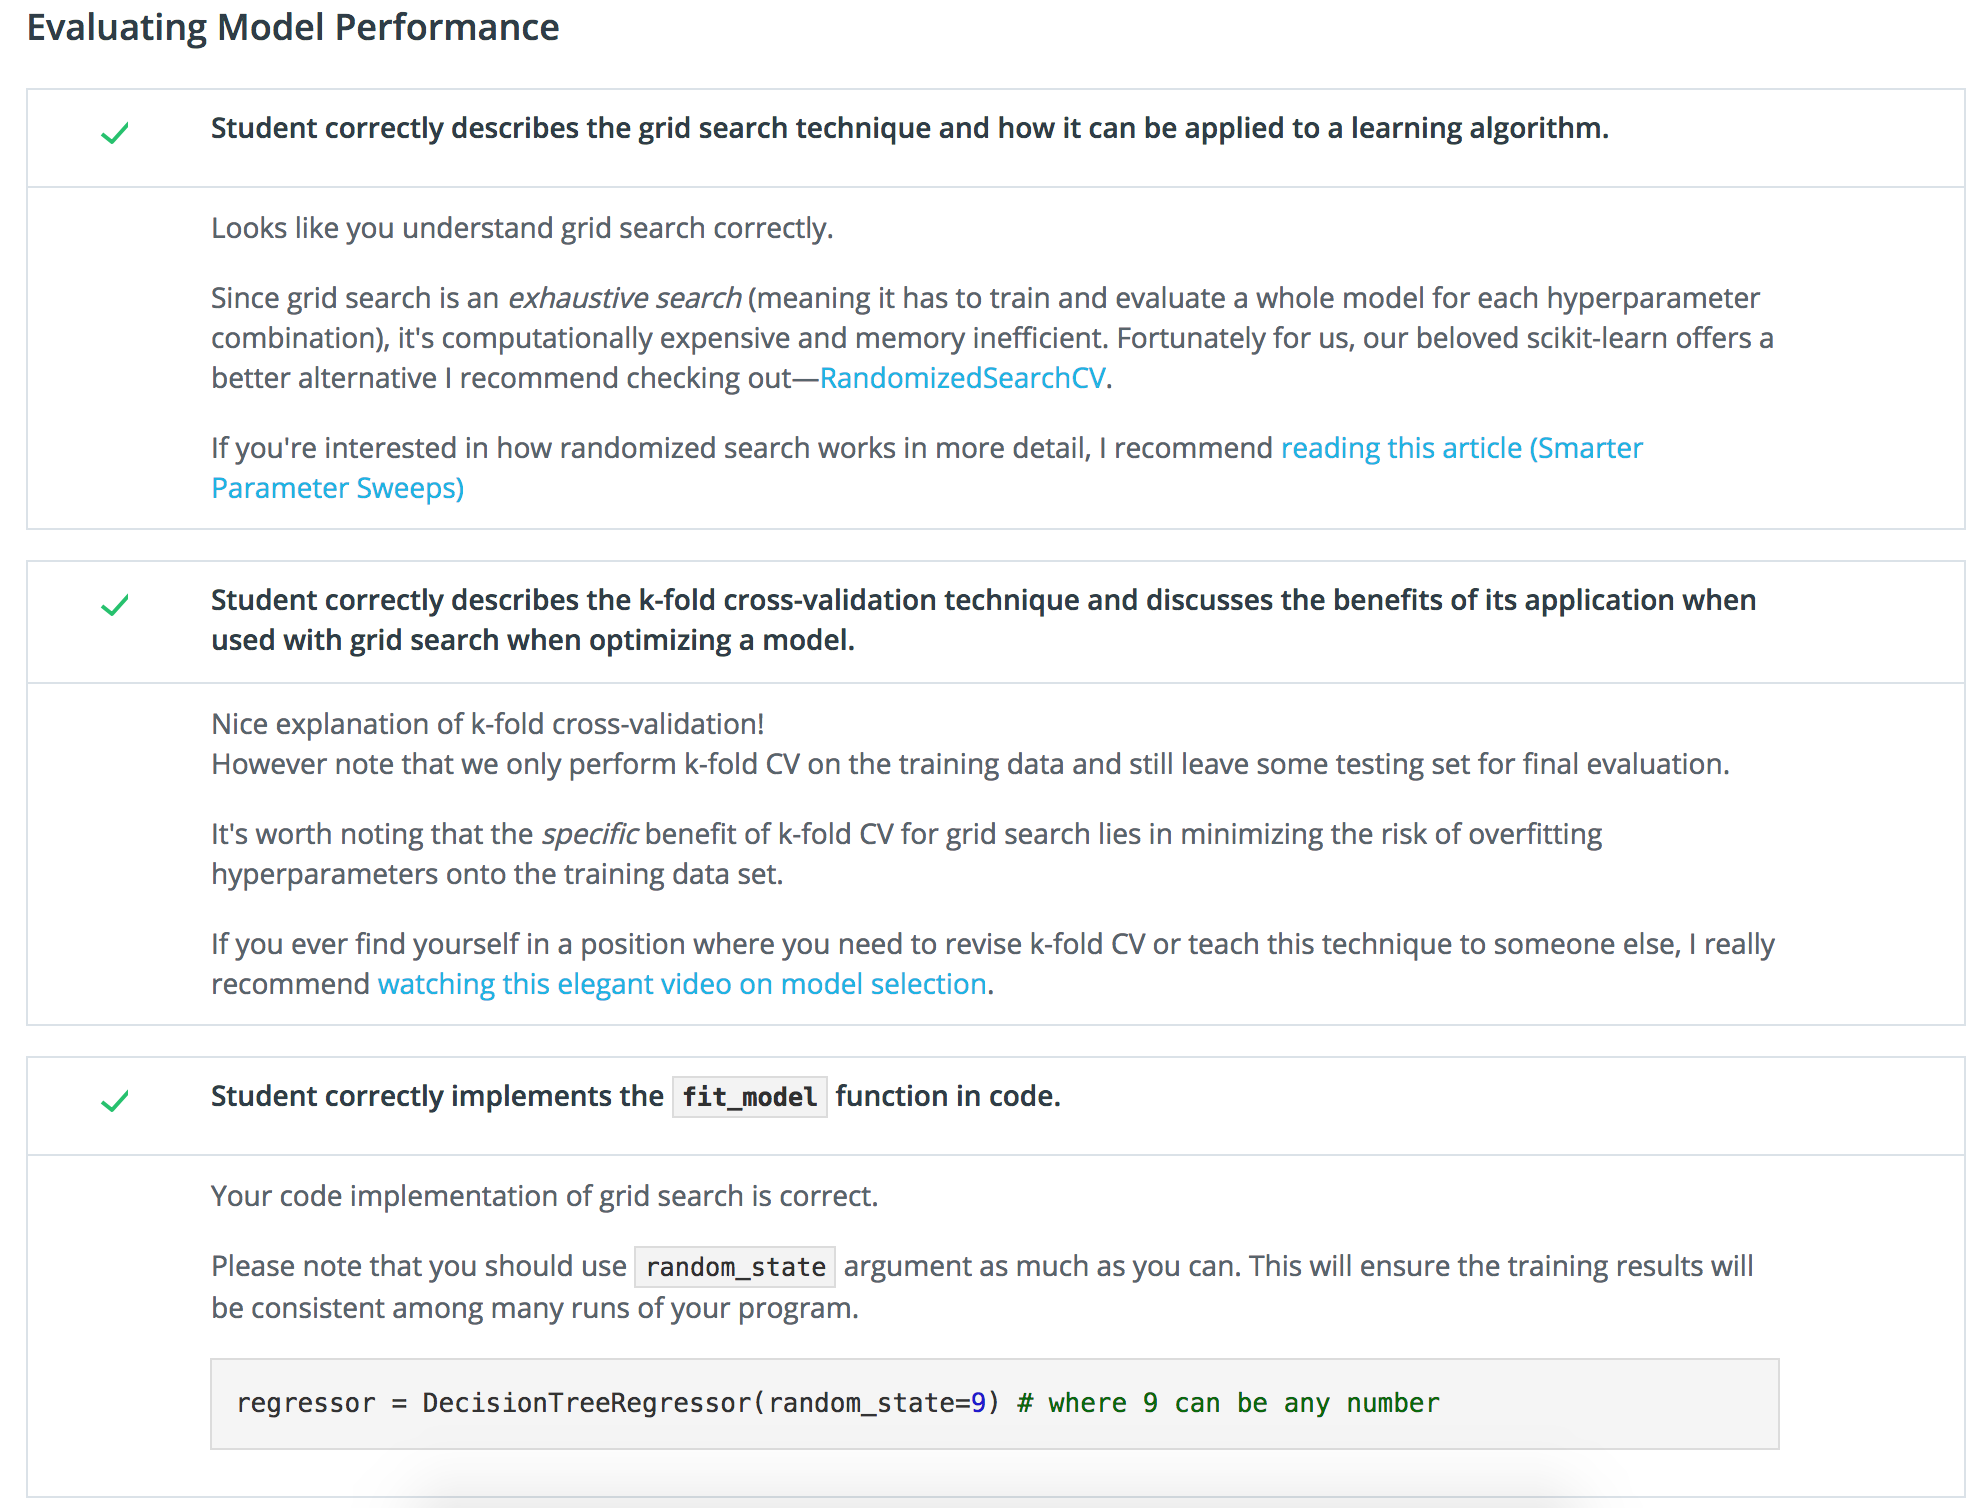 Evaluating Model Performance
Student correctly describes the grid search technique and how it can be applied to a learning algorithm.
Looks like you understand grid search correctly.
Since grid search is an exhaustive search (meaning it has to train and evaluate a whole model for each hyperparameter
combination), it's computationally expensive and memory inefficient. Fortunately for us, our beloved scikit-learn offers a
better alternative I recommend checking out—RandomizedSearchCV.
If you're interested in how randomized search works in more detail, I recommend reading this article (Smarter
Parameter Sweeps)
Student correctly describes the k-fold cross-validation technique and discusses the benefits of its application when
used with grid search when optimizing a model.
Nice explanation of k-fold cross-validation!
However note that we only perform k-fold CV on the training data and still leave some testing set for final evaluation.
It's worth noting that the specific benefit of k-fold CV for grid search lies in minimizing the risk of overfitting
hyperparameters onto the training data set.
If you ever find yourself in a position where you need to revise k-fold CV or teach this technique to someone else, I really
recommend watching this elegant video on model selection.
Student correctly implements the fit_model function in code.
Your code implementation of grid search is correct.
Please note that you should use random_state argument as much as you can. This will ensure the training results will
be consistent among many runs of your program.
regressor = DecisionTreeRegressor(random_state=9) # where 9 can be any number